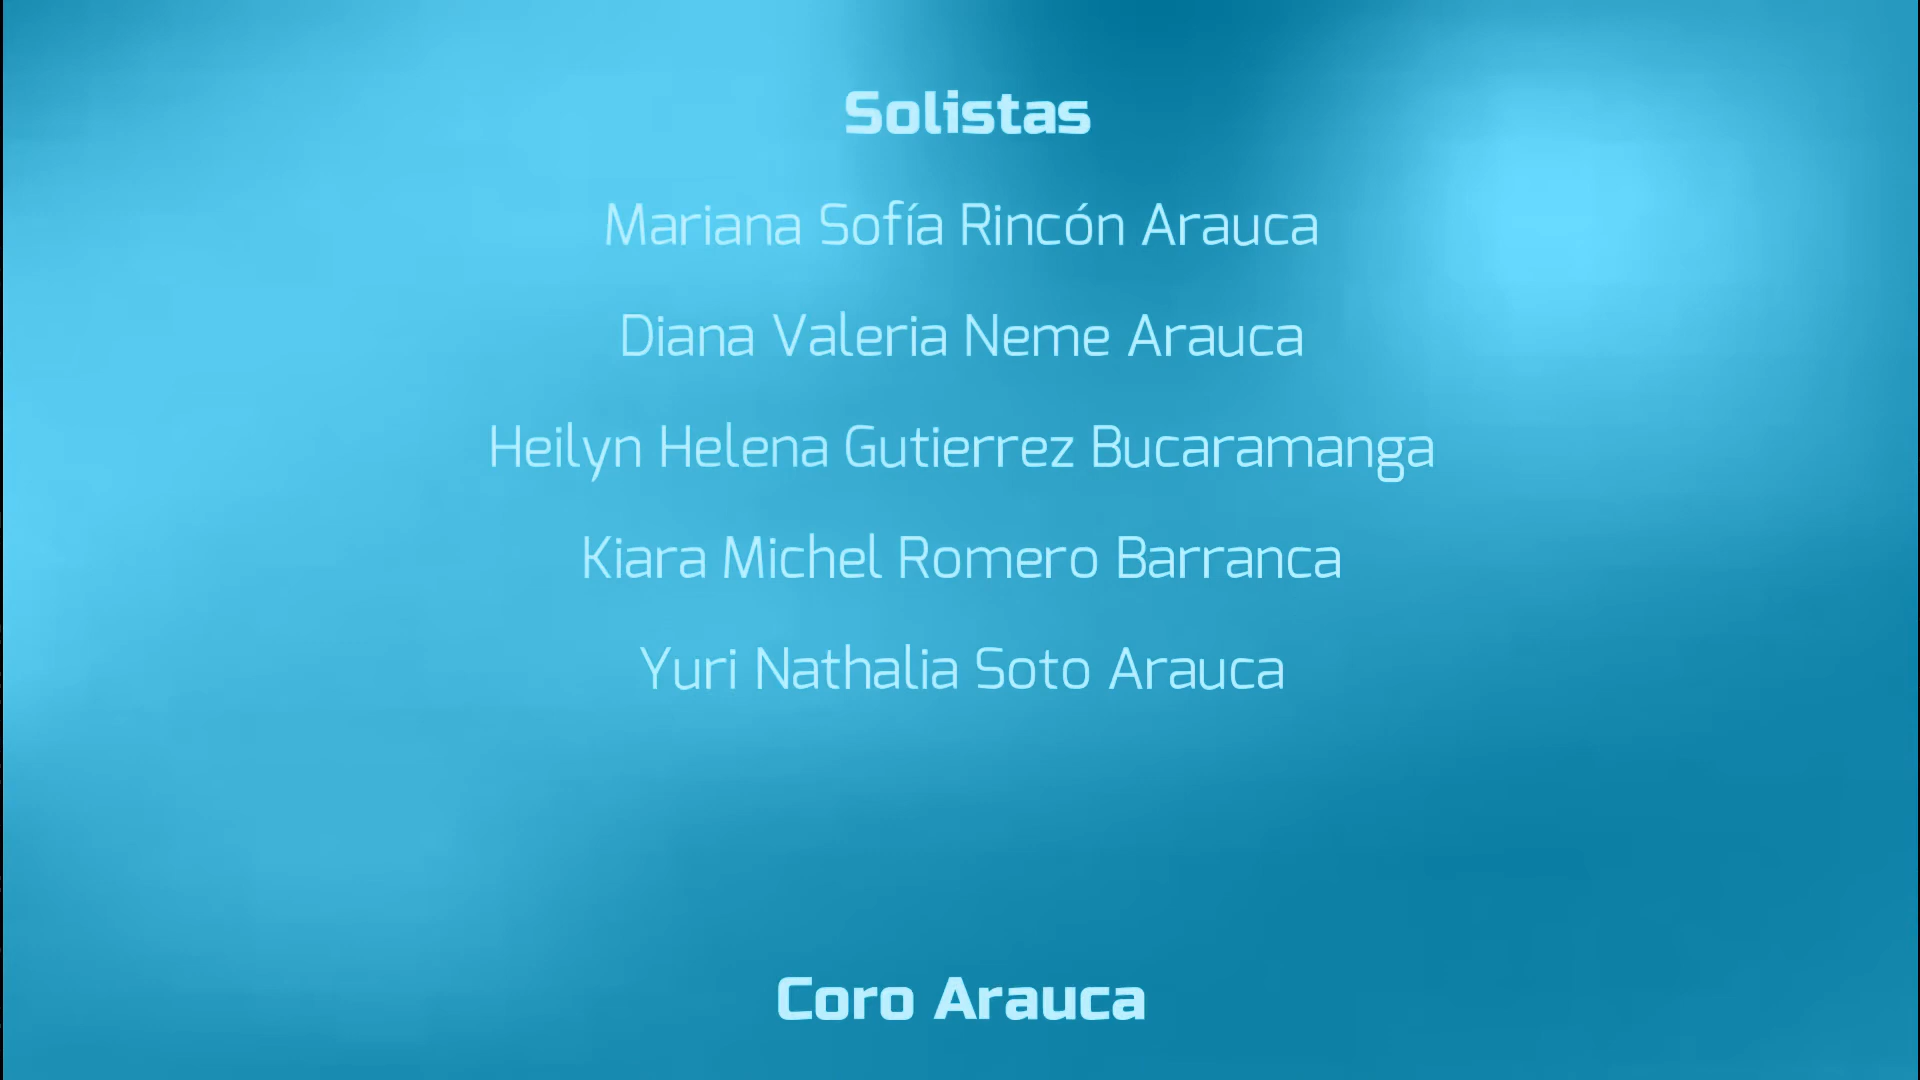 Solistas
Mariana Sofía Rincón Arauca
Diana Valeria Neme Arauca
Heilyn Helena Gutierrez Bucaramanga
Kiara Michel Romero Barranca
Yuri Nathalia Soto Arauca
Coro Arauca